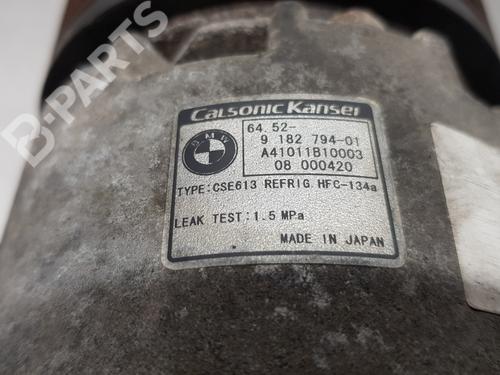 Calsonic Kansei
BMW
64.52-
9 182 794-01
A41011B10003
08 000420
TYPE:CSE613 REFRIG. HFC-134a
LEAK TEST:1.5 MPa
MADE IN JAPAN
B-PARTS